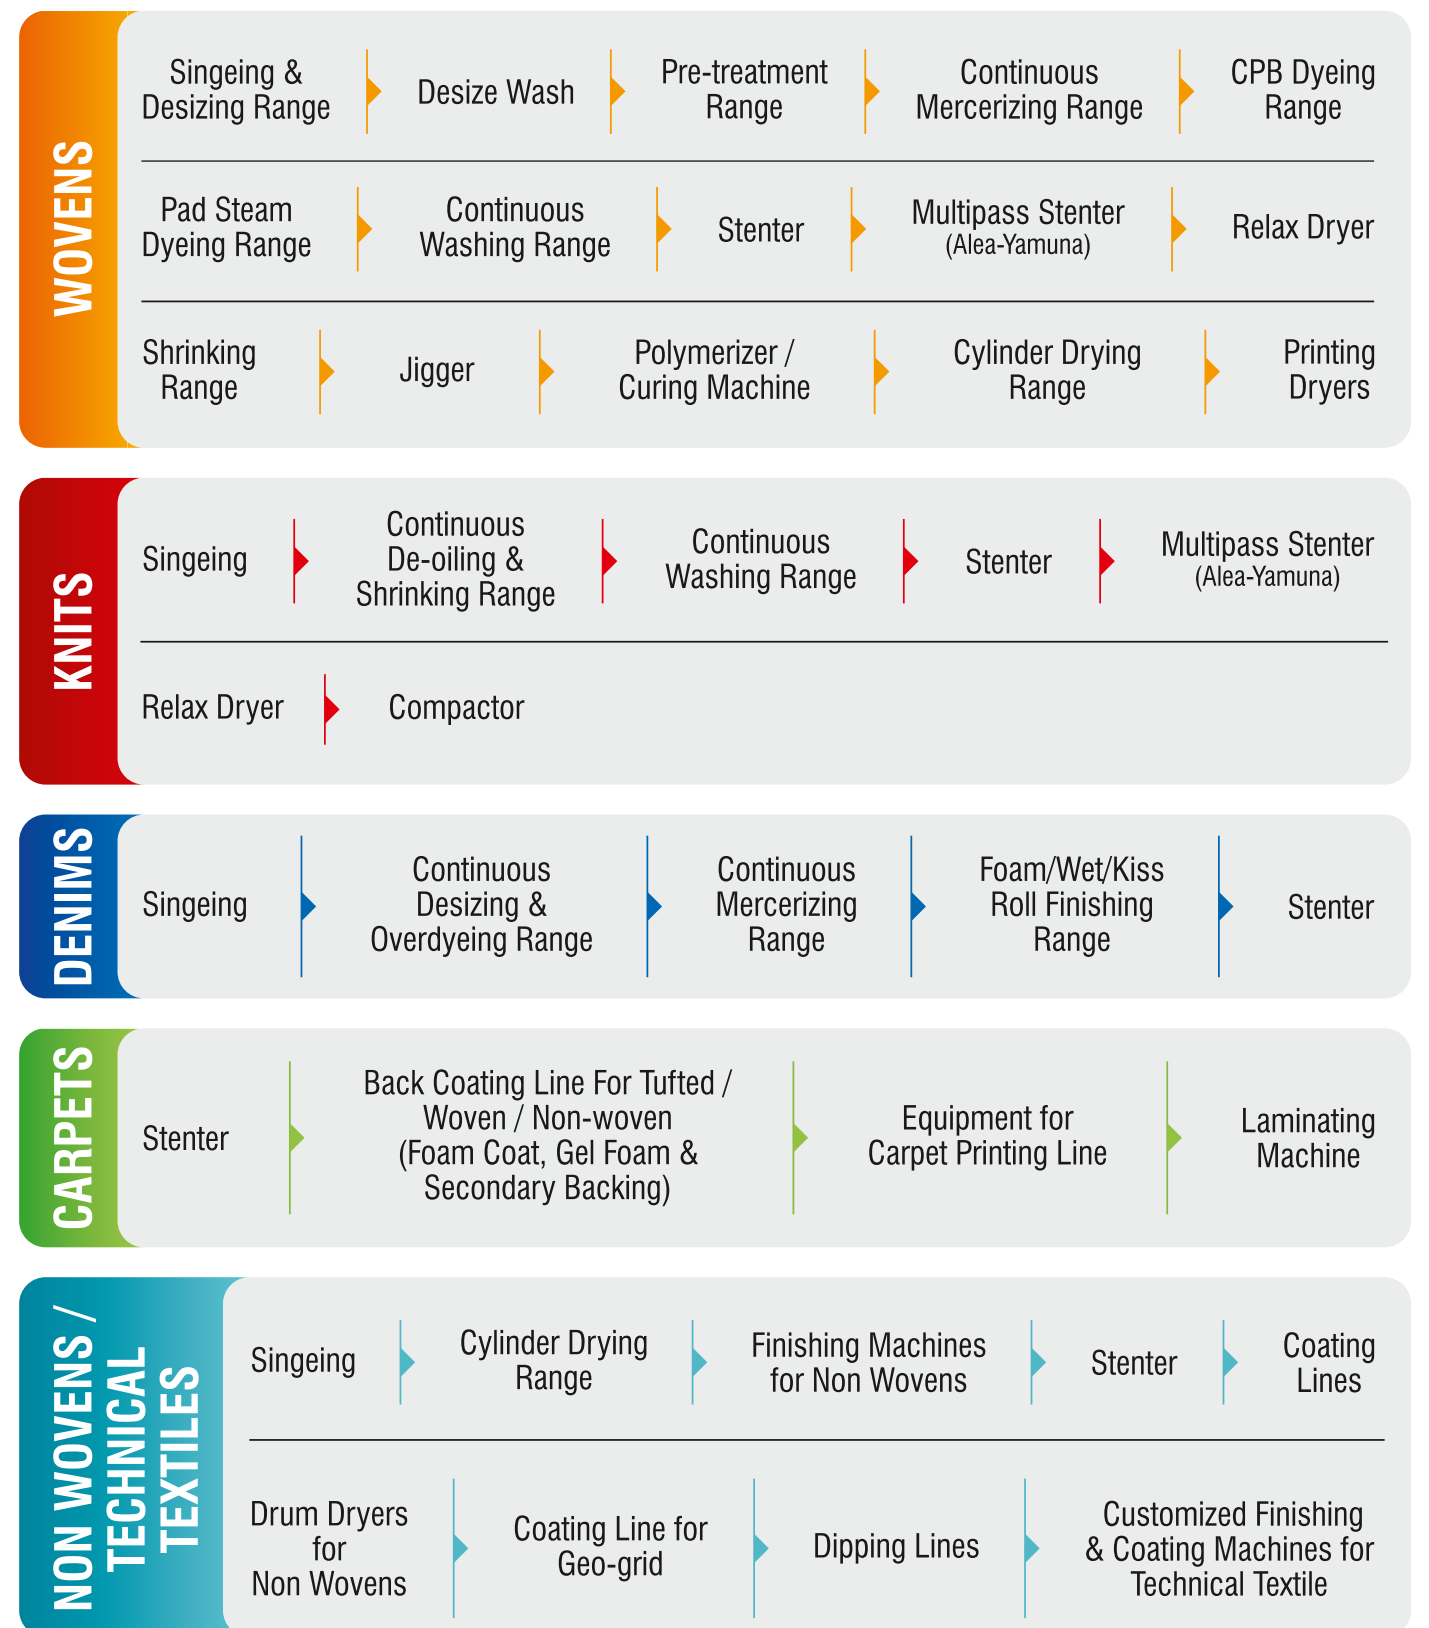 WOVENS
Singeing &
Desizing Range
Desize Wash
Pre-treatment
Range
Continuous
Mercerizing Range
CPB Dyeing
Range
Pad Steam
Dyeing Range
Continuous
Washing Range
Stenter
Multipass Stenter
(Alea-Yamuna)
Relax Dryer
Shrinking
Range
Jigger
Polymerizer /
Curing Machine
Cylinder Drying
Range
Printing
Dryers
KNITS
Singeing
Continuous
De-oiling &
Shrinking Range
Continuous
Washing Range
Stenter
Multipass Stenter
(Alea-Yamuna)
Relax Dryer
Compactor
DENIMS
Singeing
Continuous
Desizing &
Overdyeing Range
Continuous
Mercerizing
Range
Foam/Wet/Kiss
Roll Finishing
Range
Stenter
CARPETS
Stenter
Back Coating Line For Tufted /
Woven / Non-woven
(Foam Coat, Gel Foam &
Secondary Backing)
Equipment for
Carpet Printing Line
Laminating
Machine
NON WOVENS /
TECHNICAL
TEXTILES
Singeing
Cylinder Drying
Range
Finishing Machines
for Non Wovens
Stenter
Coating
Lines
Drum Dryers
for
Non Wovens
Coating Line for
Geo-grid
Dipping Lines
Customized Finishing
& Coating Machines for
Technical Textile